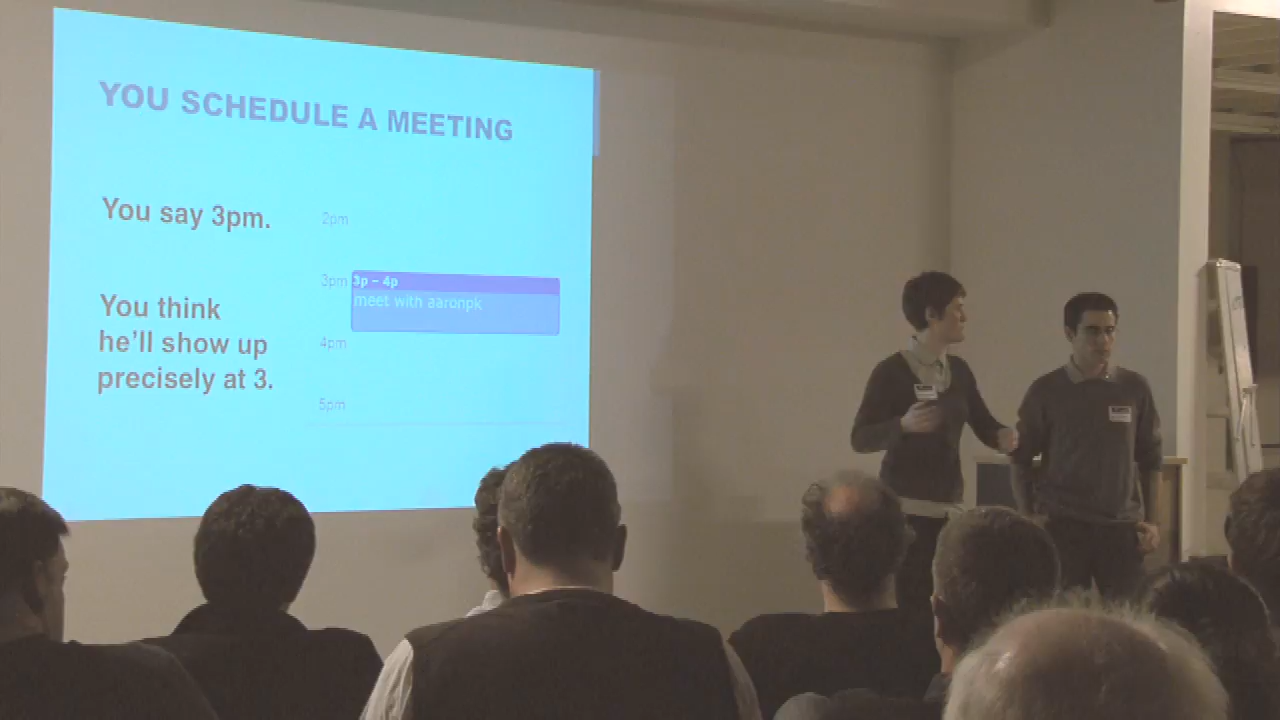 YOU SCHEDULE A MEETING
You say 3pm.
You think
he'll show up
precisely at 3.
2pm
3pm
3p – 4p
meet with aaronpk
4pm
5pm